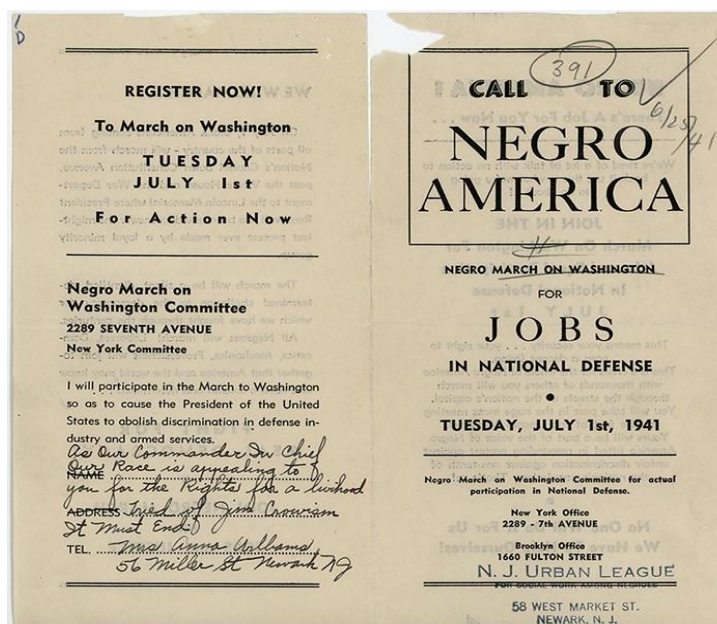 D
REGISTER NOW!
To March on Washington
TUESDAY
JULY 1st
For Action Now
Negro March on
Washington Committee
2289 SEVENTH AVENUE
New York Committee
I will participate in the March to Washington
so as to cause the President of the United
States to abolish discrimination in defense in-
dustry and armed services.
As Our Commander In Chief
Our Race is appealing to
NAME
you for the Rights for a livihood
ADDRESS Tried of Jim Crowism
It Must End
TEL. Mrs Anna Williams
56 Miller St Newark NJ
391
6/25/41
CALL TO
NEGRO
AMERICA
NEGRO MARCH ON WASHINGTON
FOR
JOBS
IN NATIONAL DEFENSE
TUESDAY, JULY 1st, 1941
Negro March on Washington Committee for actual
participation in National Defense.
New York Office
2289 - 7th AVENUE
Brooklyn Office
1660 FULTON STREET
N. J. URBAN LEAGUE
FOR SOCIAL WORK AMONG NEGROES
58 WEST MARKET ST.
NEWARK, N. J.